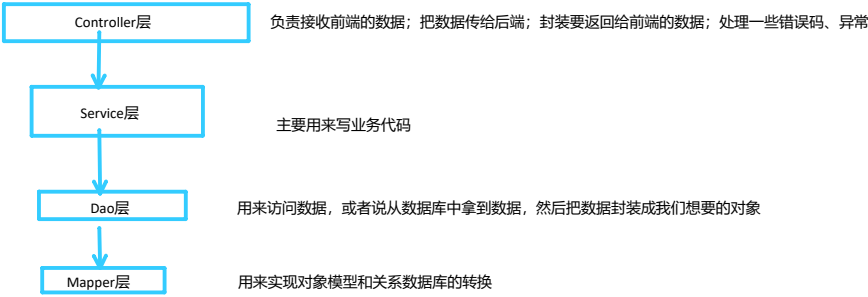 Controller层
负责接收前端的数据；把数据传给后端；封装要返回给前端的数据；处理一些错误码、异常
Service层
主要用来写业务代码
Dao层
用来访问数据，或者说从数据库中拿到数据，然后把数据封装成我们想要的对象
Mapper层
用来实现对象模型和关系数据库的转换